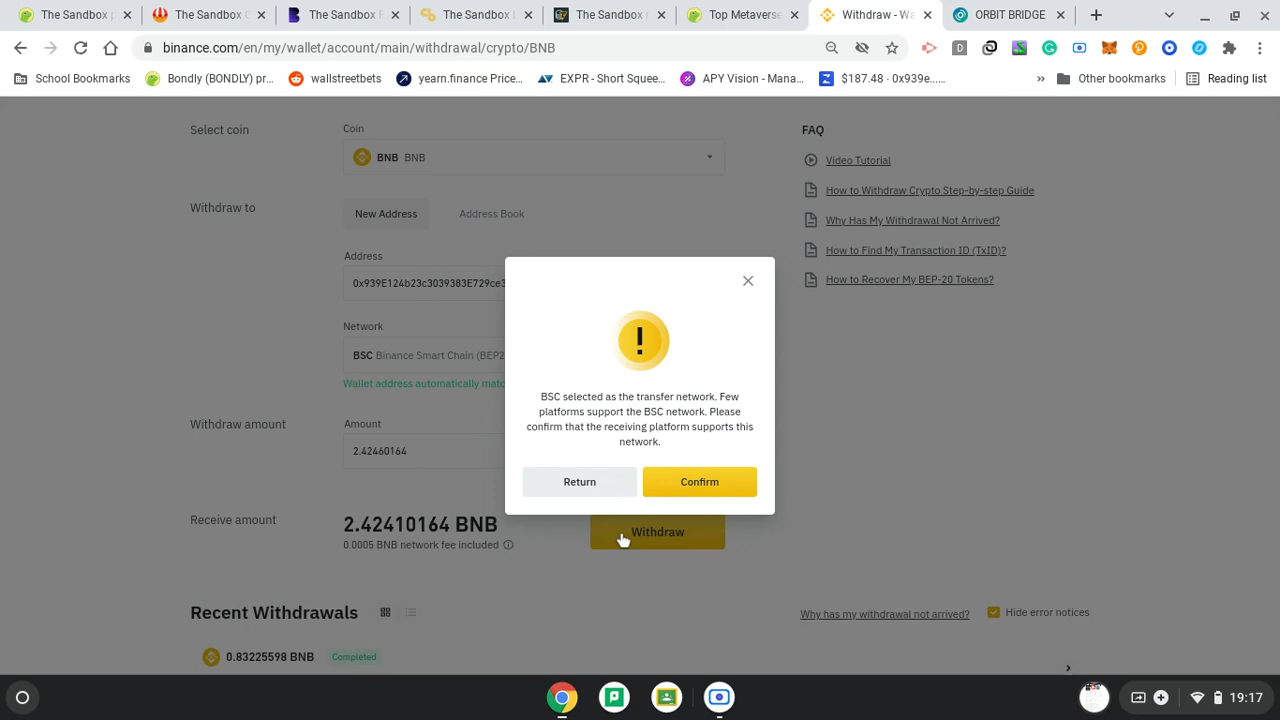 The Sandbox p
The Sandbox G
The Sandbox F
The Sandbox L
The Sandbox r
Top Metaverse
Withdraw - Wa
ORBIT BRIDGE
binance.com/en/my/wallet/account/main/withdrawal/crypto/BNB
School Bookmarks
Bondly (BONDLY) pr...
wallstreetbets
yearn.finance Price...
EXPR - Short Squee...
APY Vision - Mana...
$187.48 · 0x939e...…
»
Other bookmarks
Reading list
Select coin
Coin
BNB BNB
Withdraw to
New Address
Address Book
Address
0x939E124b23c3039383E729ce3
Network
BSC Binance Smart Chain (BEP2
Wallet address automatically matc
Withdraw amount
Amount
2.42460164
Receive amount
2.42410164 BNB
0.0005 BNB network fee included
Withdraw
FAQ
Video Tutorial
How to Withdraw Crypto Step-by-step Guide
Why Has My Withdrawal Not Arrived?
How to Find My Transaction ID (TxID)?
How to Recover My BEP-20 Tokens?
!
BSC selected as the transfer network. Few
platforms support the BSC network. Please
confirm that the receiving platform supports this
network.
Return
Confirm
Recent Withdrawals
Why has my withdrawal not arrived?
Hide error notices
0.83225598 BNB
Completed
19:17